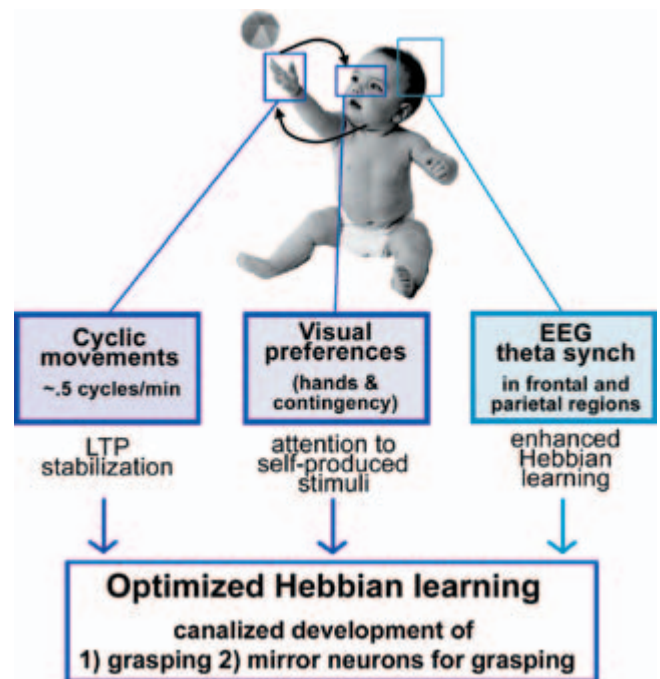 Cyclic
movements
~.5 cycles/min
Visual
preferences
(hands &
contingency)
EEG
theta synch
in frontal and
parietal regions
LTP
stabilization
attention to
self-produced
stimuli
enhanced
Hebbian
learning
Optimized Hebbian learning
canalized development of
1) grasping 2) mirror neurons for grasping